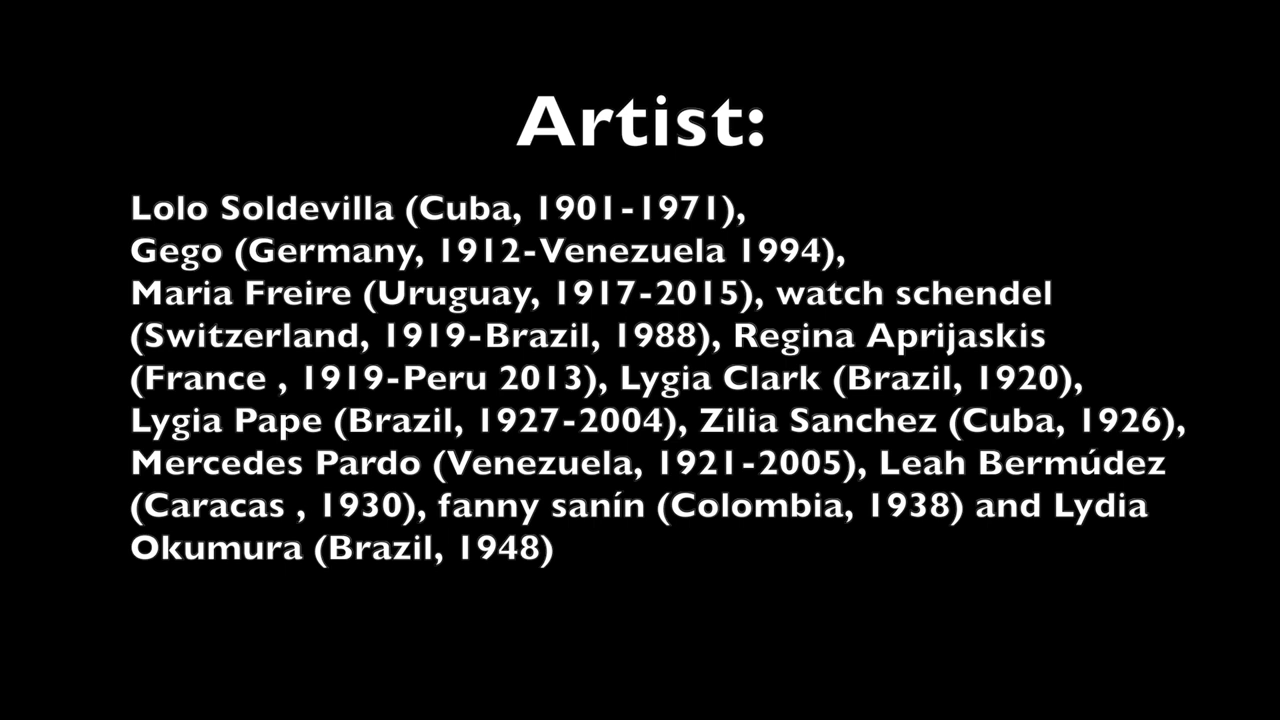 Artist:
Lolo Soldevilla (Cuba, 1901-1971),
Gego (Germany, 1912-Venezuela 1994),
Maria Freire (Uruguay, 1917-2015), watch schendel
(Switzerland, 1919-Brazil, 1988), Regina Aprijaskis
(France , 1919-Peru 2013), Lygia Clark (Brazil, 1920),
Lygia Pape (Brazil, 1927-2004), Zilia Sanchez (Cuba, 1926),
Mercedes Pardo (Venezuela, 1921-2005), Leah Bermúdez
(Caracas , 1930), fanny sanín (Colombia, 1938) and Lydia
Okumura (Brazil, 1948)